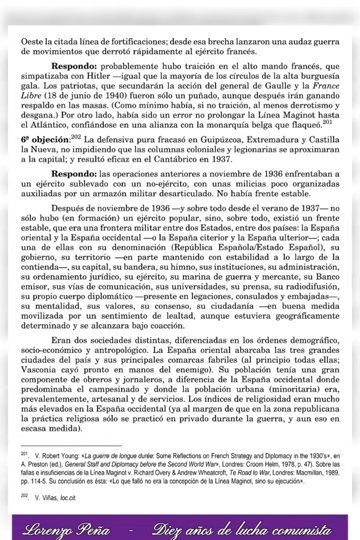 Oeste la citada línea de fortificaciones; desde esa brecha lanzaron una audaz guerra
de movimientos que derrotó rápidamente al ejército francés.
Respondo: probablemente hubo traición en el alto mando francés, que
simpatizaba con Hitler —igual que la mayoría de los círculos de la alta burguesía
gala. Los patriotas, que secundarán la acción del general de Gaulle y la France
Libre (18 de junio de 1940) fueron sólo un puñado, aunque después irán ganando
respaldo en las masas. (Como mínimo había, si no traición, al menos derrotismo y
desgana.) Por otro lado, había sido un error no prolongar la Línea Maginot hasta
el Atlántico, confiándose en una alianza con la monarquía belga que flaqueó.201
6ª objeción:202 La defensiva pura fracasó en Guipúzcoa, Extremadura y Castilla
la Nueva, no impidiendo que las columnas coloniales y legionarias se aproximaran
a la capital; y resultó eficaz en el Cantábrico en 1937.
Respondo: las operaciones anteriores a noviembre de 1936 enfrentaban a
un ejército sublevado con un no-ejército, con unas milicias poco organizadas
auxiliadas por un armazón militar desarticulado. No había frente estable.
Después de noviembre de 1936 —y sobre todo desde el verano de 1937— no
sólo hubo (en formación) un ejército popular, sino, sobre todo, existió un frente
estable, que era una frontera militar entre dos Estados, entre dos países: la España
oriental y la España occidental —o la España citerior y la España ulterior—; cada
una de ellas con su denominación (República Española/Estado Español), su
gobierno, su territorio —en parte mantenido con estabilidad a lo largo de la
contienda—, su capital, su bandera, su himno, sus instituciones, su administración,
su ordenamiento jurídico, su ejército, su marina de guerra y mercante, su Banco
emisor, sus vías de comunicación, sus universidades, su prensa, su radiodifusión,
su propio cuerpo diplomático —presente en legaciones, consulados y embajadas—,
su mentalidad, sus valores, su consenso, su ciudadanía —en buena medida
movilizada por un sentimiento de lealtad, aunque estuviera geográficamente
determinado y se alcanzara bajo coacción.
Eran dos sociedades distintas, diferenciadas en los órdenes demográfico,
socio-económico y antropológico. La España oriental abarcaba las tres grandes
ciudades del país y sus principales comarcas fabriles (al principio todas ellas;
Vasconia cayó pronto en manos del enemigo). Su población tenía una gran
componente de obreros y jornaleros, a diferencia de la España occidental donde
predominaba el campesinado y donde la población urbana (minoritaria) era,
prevalentemente, artesanal y de servicios. Los índices de religiosidad eran mucho
más elevados en la España occidental (ya al margen de que en la zona republicana
la práctica religiosa sólo se practicó en privado durante la guerra, y aun eso en
escasa medida).
201. V. Robert Young: «La guerre de longue durée: Some Reflections on French Strategy and Diplomacy in the 1930's», en
A. Preston (ed.), General Staff and Diplomacy before the Second World War», Londres: Croom Helm, 1978, p. 47). Sobre las
fallas e insuficiencias de la Línea Maginot v. Richard Overy & Andrew Wheatcroft, Te Road to War, Londres: Macmillan, 1989,
pp. 114-5. Su conclusión es ésta: «Lo que falló no era la concepción de la Línea Maginot, sino su ejecución».
202. V. Viñas, loc.cit.
Lorenzo Peña - Diez años de lucha comunista